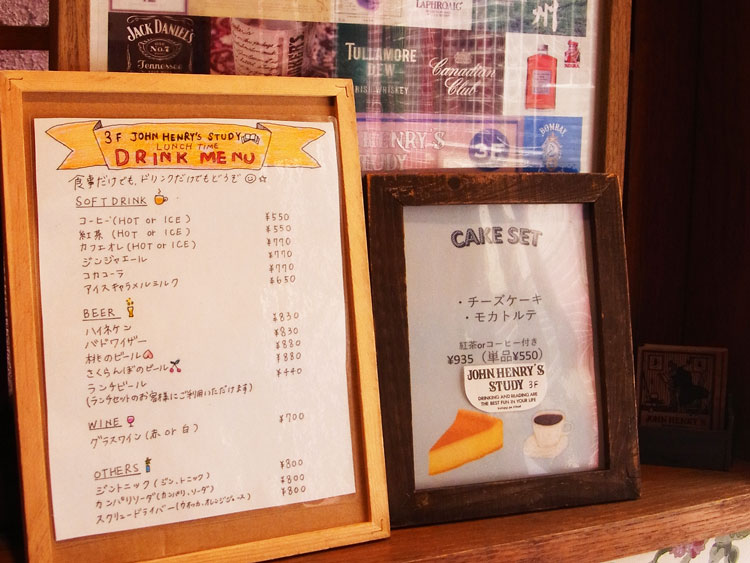 LAPHROAIG
JACK DANIEL'S
No.7
Tennessee
TULLAMORE
DEW
IRISH WHISKEY
Canadian
Club
州
HENRY'S
STUDY
3F
BOMBAY
3F JOHN HENRY'S STUDY
LUNCH TIME
DRINK MENU
食事だけでも、ドリンクだけでもどうぞ☺☆
SOFT DRINK
コーヒー(HOT or ICE) ¥550
紅茶 (HOT or ICE) ¥550
カフェオレ(HOT or ICE) ¥770
ジンジャエール ¥770
コカコーラ ¥770
アイスキャラメルミルク ¥650
BEER
ハイネケン ¥830
バドワイザー ¥830
桃のビール ¥880
さくらんぼのビール ¥880
ランチビール ¥440
(ランチセットのお客様にご利用いただけます)
WINE
グラスワイン(赤 or 白) ¥700
OTHERS
ジントニック(ジン、トニック) ¥800
カンパリソーダ(カンパリ、ソーダ) ¥800
スクリュードライバー(ウオッカ、オレンジジュース) ¥800
CAKE SET
・チーズケーキ
・モカトルテ
紅茶orコーヒー付き
¥935（単品¥550）
JOHN HENRY'S
STUDY 3F
DRINKING AND READING ARE
THE BEST FUN IN YOUR LIFE
JOHN HENRY'S